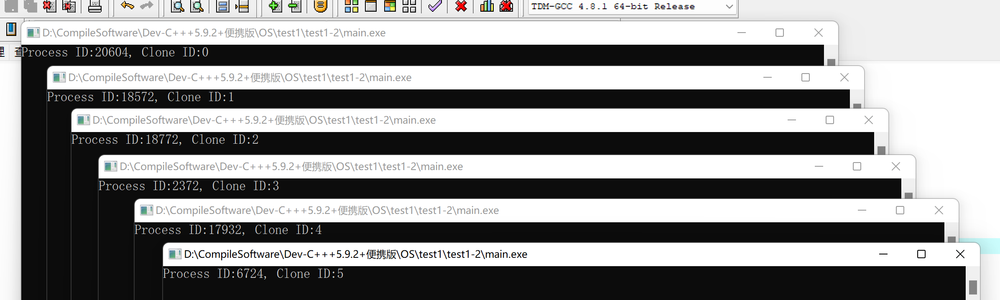 TDM-GCC 4.8.1 64-bit Release
D:\CompileSoftware\Dev-C+++5.9.2+便携版\OS\test1\test1-2\main.exe
理 查
Process ID:20604, Clone ID:0
D:\CompileSoftware\Dev-C+++5.9.2+便携版\OS\test1\test1-2\main.exe
Process ID:18572, Clone ID:1
D:\CompileSoftware\Dev-C+++5.9.2+便携版\OS\test1\test1-2\main.exe
Process ID:18772, Clone ID:2
D:\CompileSoftware\Dev-C+++5.9.2+便携版\OS\test1\test1-2\main.exe
Process ID:2372, Clone ID:3
D:\CompileSoftware\Dev-C+++5.9.2+便携版\OS\test1\test1-2\main.exe
Process ID:17932, Clone ID:4
D:\CompileSoftware\Dev-C+++5.9.2+便携版\OS\test1\test1-2\main.exe
Process ID:6724, Clone ID:5